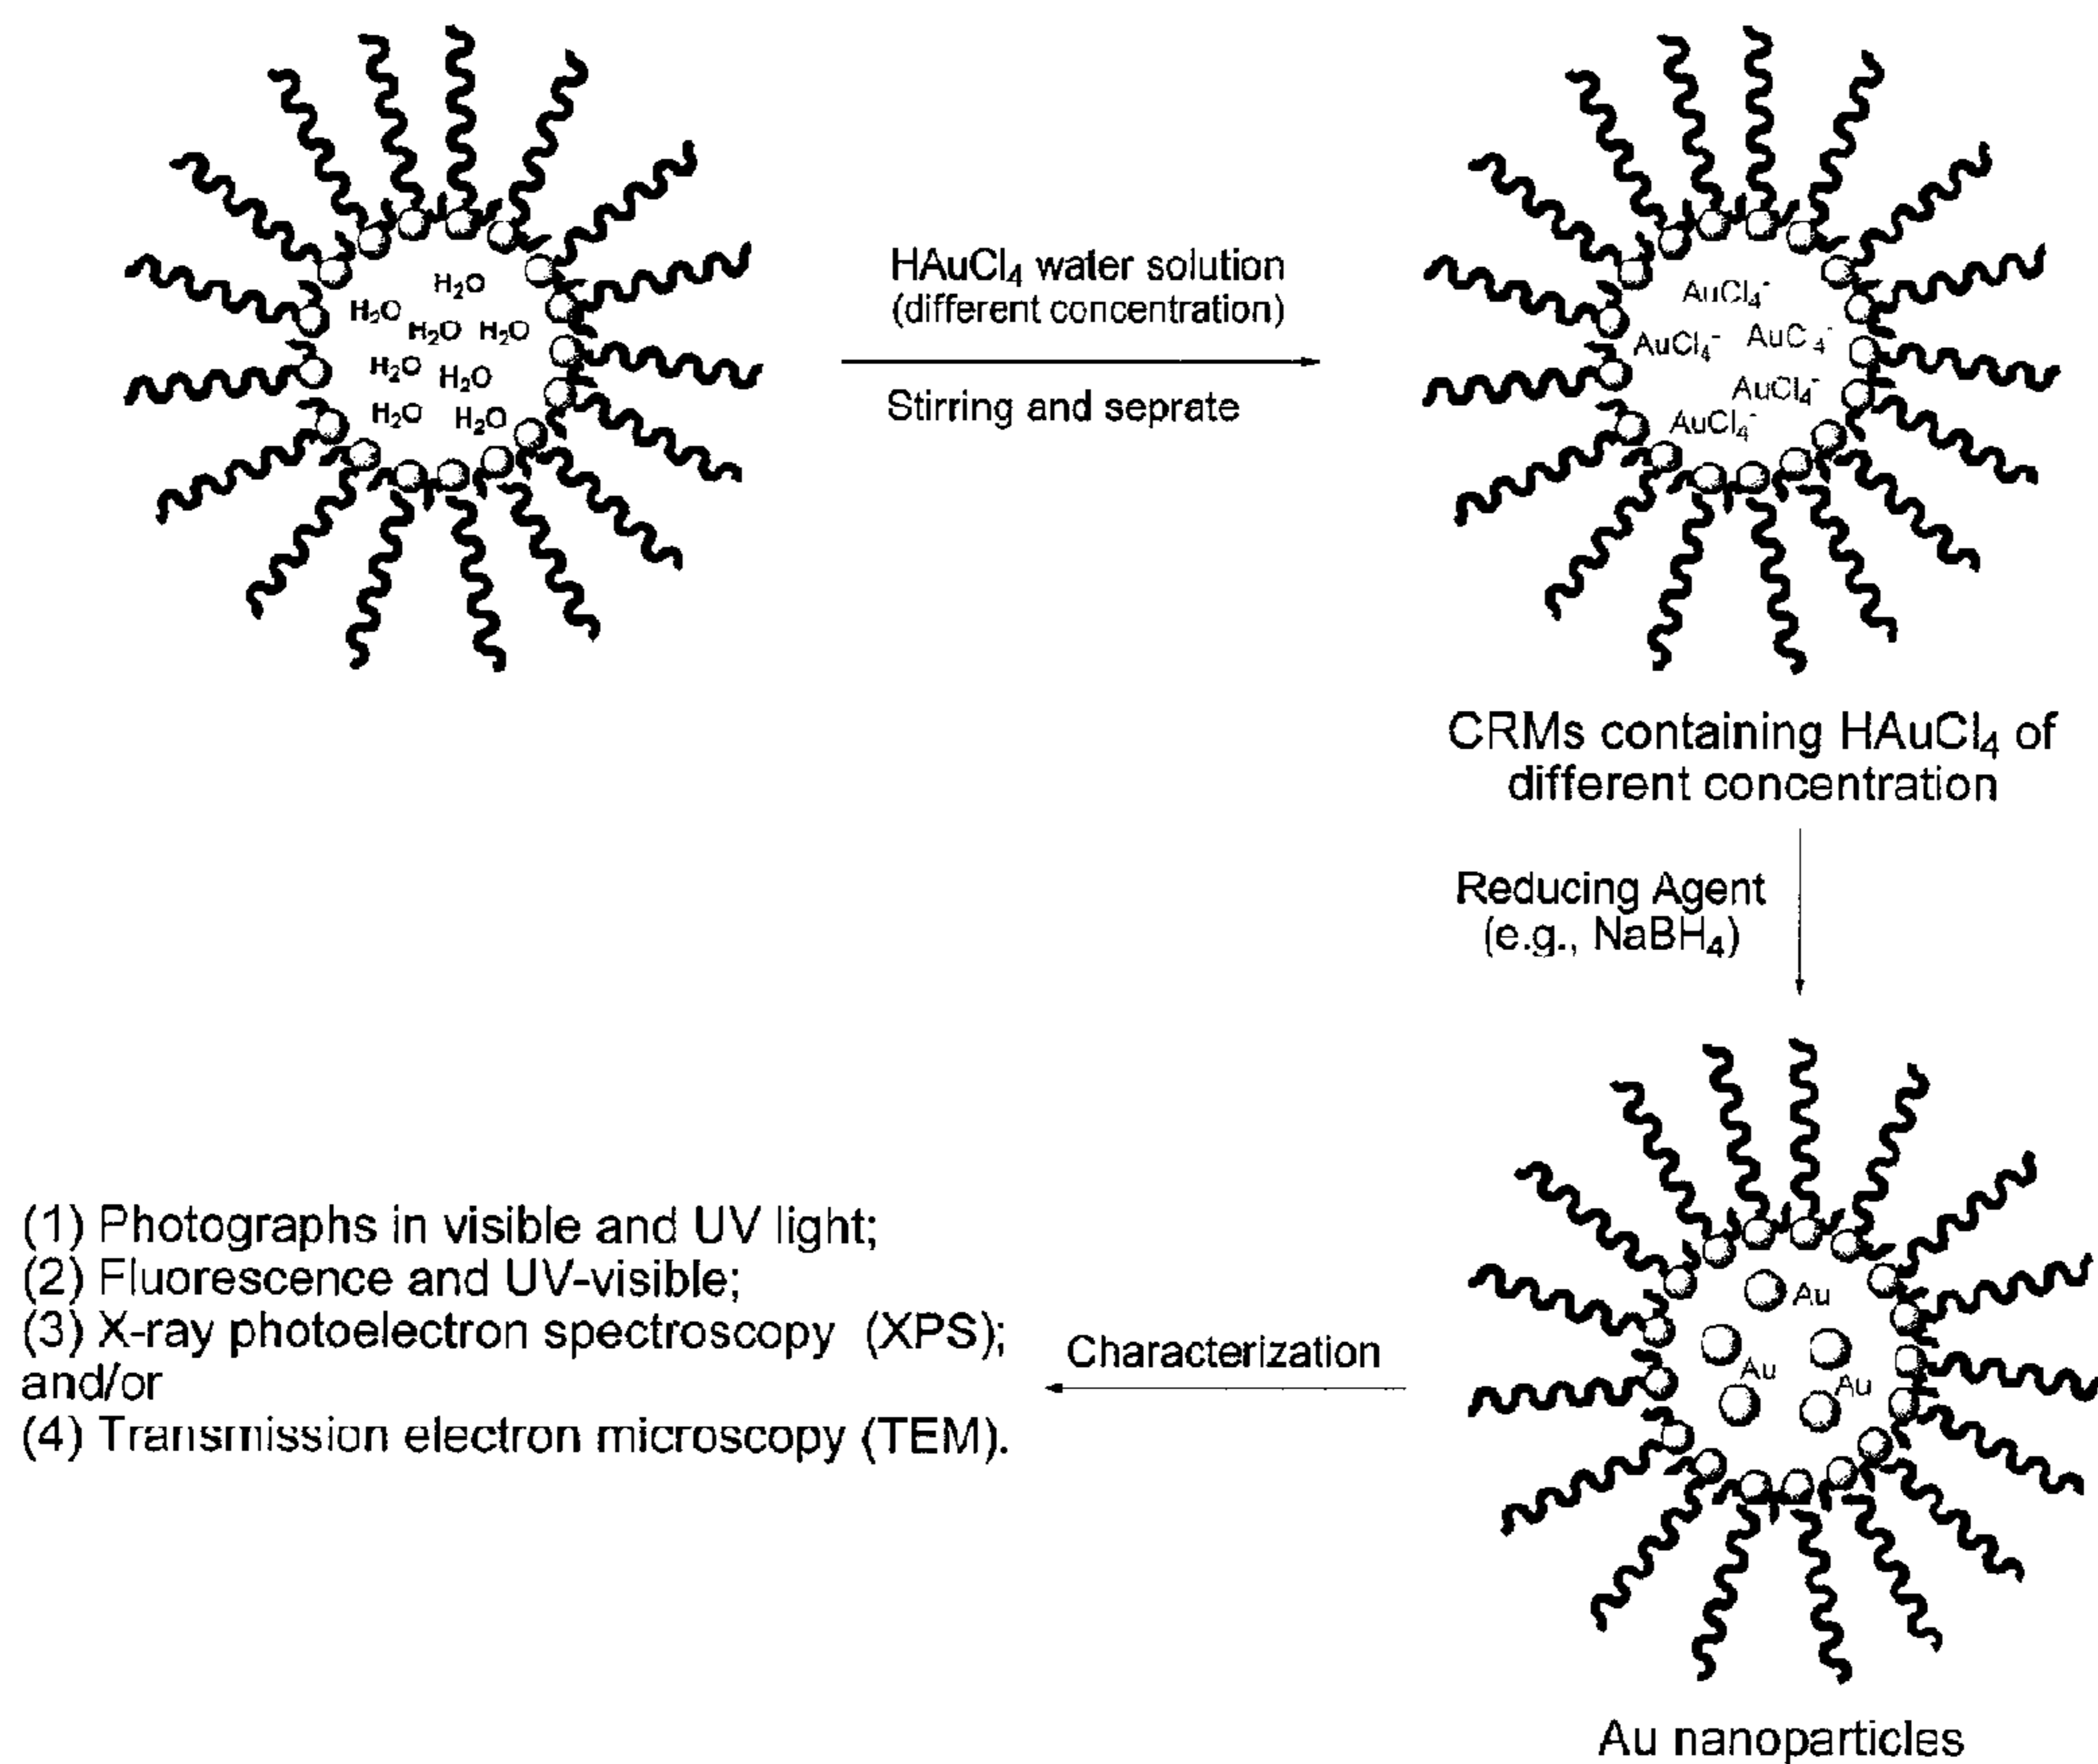 H₂O
H₂O
H₂O H₂O
H₂O
H₂O
H₂O
H₂O
HAuCl₄ water solution
(different concentration)
Stirring and seprate
AuCl₄⁻
AuCl₄⁻ AuC ₄⁻
AuCl₄⁻
AuCl₄⁻
CRMs containing HAuCl₄ of
different concentration
Reducing Agent
(e.g., NaBH₄)
Au
Au
Au
Au nanoparticles
Characterization
(1) Photographs in visible and UV light;
(2) Fluorescence and UV-visible;
(3) X-ray photoelectron spectroscopy (XPS);
and/or
(4) Transmission electron microscopy (TEM).